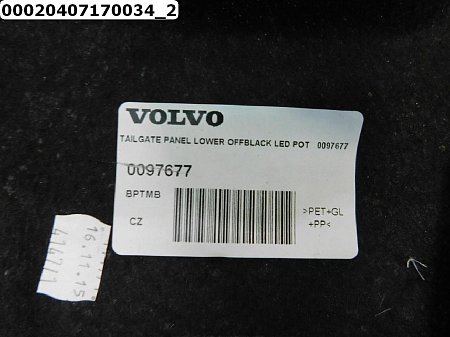 00020407170034_2
VOLVO
TAILGATE PANEL LOWER OFFBLACK LED POT 0097677
0097677
BPTMB
CZ
>PET+GL
+PP<
16.11.15